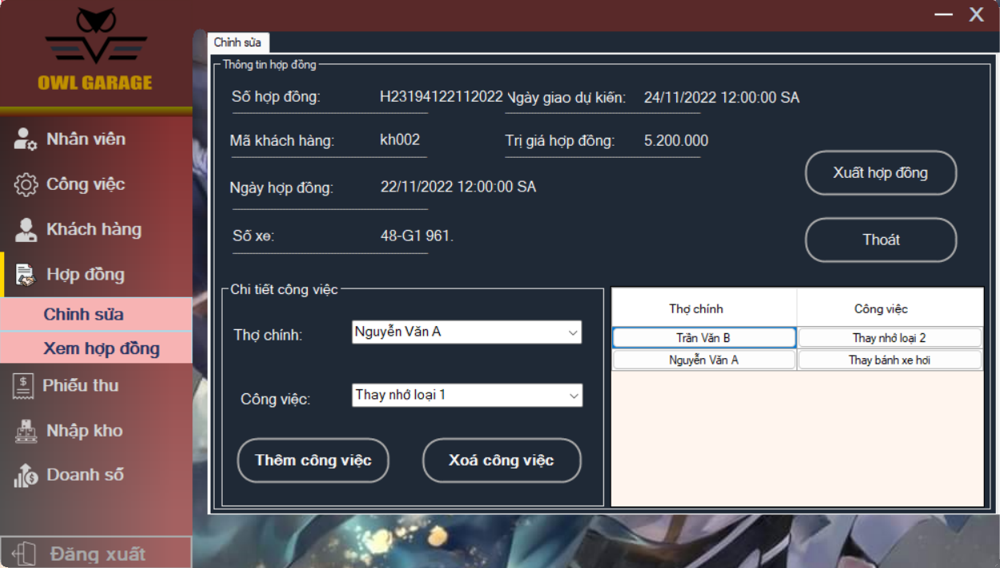 X
OWL GARAGE
Nhân viên
Công việc
Khách hàng
Hợp đồng
Chỉnh sửa
Xem hợp đồng
Phiếu thu
Nhập kho
Doanh số
Đăng xuất
Chỉnh sửa
Thông tin hợp đồng
Số hợp đồng: H23194122112022 Ngày giao dự kiến: 24/11/2022 12:00:00 SA
Mã khách hàng: kh002 Trị giá hợp đồng: 5.200.000
Ngày hợp đồng: 22/11/2022 12:00:00 SA
Số xe: 48-G1 961.
Xuất hợp đồng
Thoát
Chi tiết công việc
Thợ chính: Nguyễn Văn A
Công việc: Thay nhớ loại 1
Thêm công việc Xoá công việc
Thợ chính Công việc
Trần Văn B Thay nhớ loại 2
Nguyễn Văn A Thay bánh xe hơi